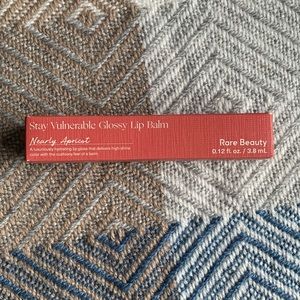 Stay Vulnerable Glossy Lip Balm
Nearly Apricot
A luxuriously hydrating lip gloss that delivers high shine
color with the cushiony feel of a balm.
Rare Beauty
0.12 fl. oz. / 3.8 mL